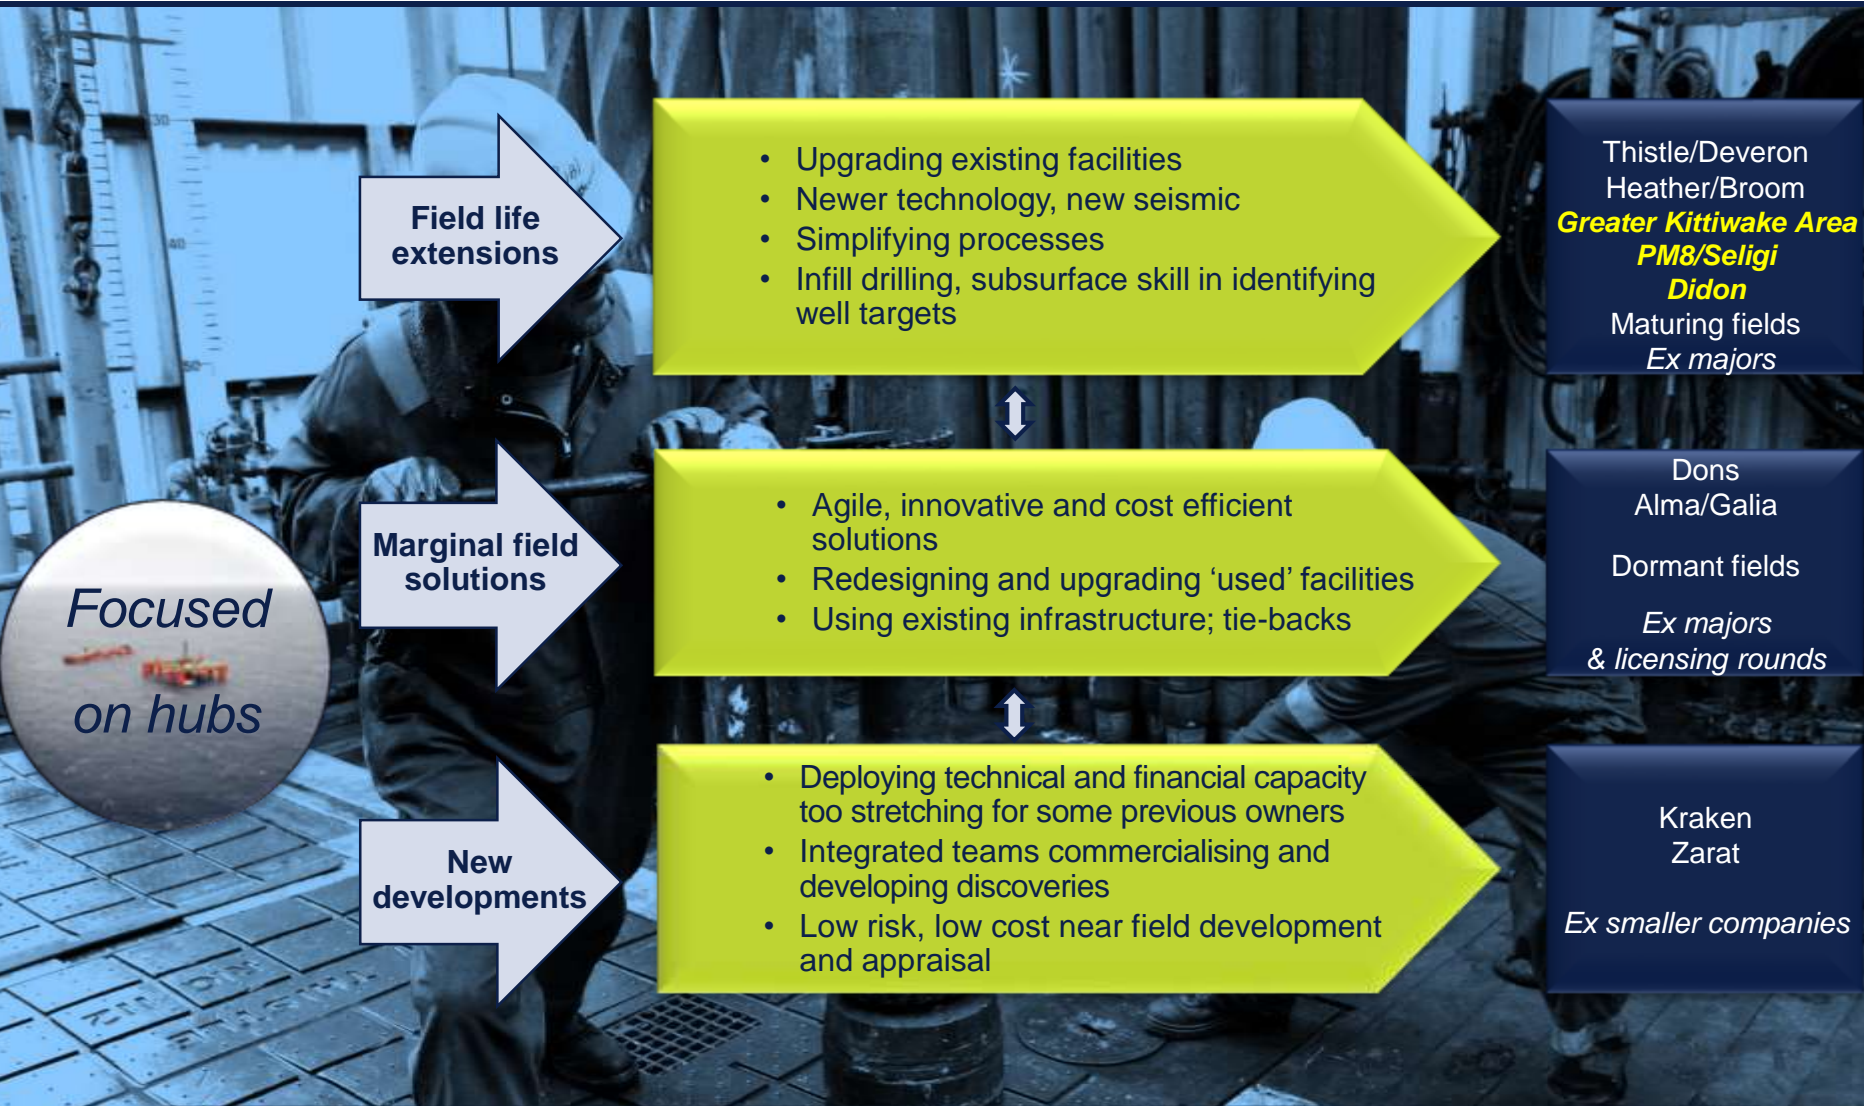 Focused
on hubs
Field life
extensions
• Upgrading existing facilities
• Newer technology, new seismic
• Simplifying processes
• Infill drilling, subsurface skill in identifying
well targets
Thistle/Deveron
Heather/Broom
Greater Kittiwake Area
PM8/Seligi
Didon
Maturing fields
Ex majors
Marginal field
solutions
• Agile, innovative and cost efficient
solutions
• Redesigning and upgrading ‘used’ facilities
• Using existing infrastructure; tie-backs
Dons
Alma/Galia
Dormant fields
Ex majors
& licensing rounds
New
developments
• Deploying technical and financial capacity
too stretching for some previous owners
• Integrated teams commercialising and
developing discoveries
• Low risk, low cost near field development
and appraisal
Kraken
Zarat
Ex smaller companies
30
40
50